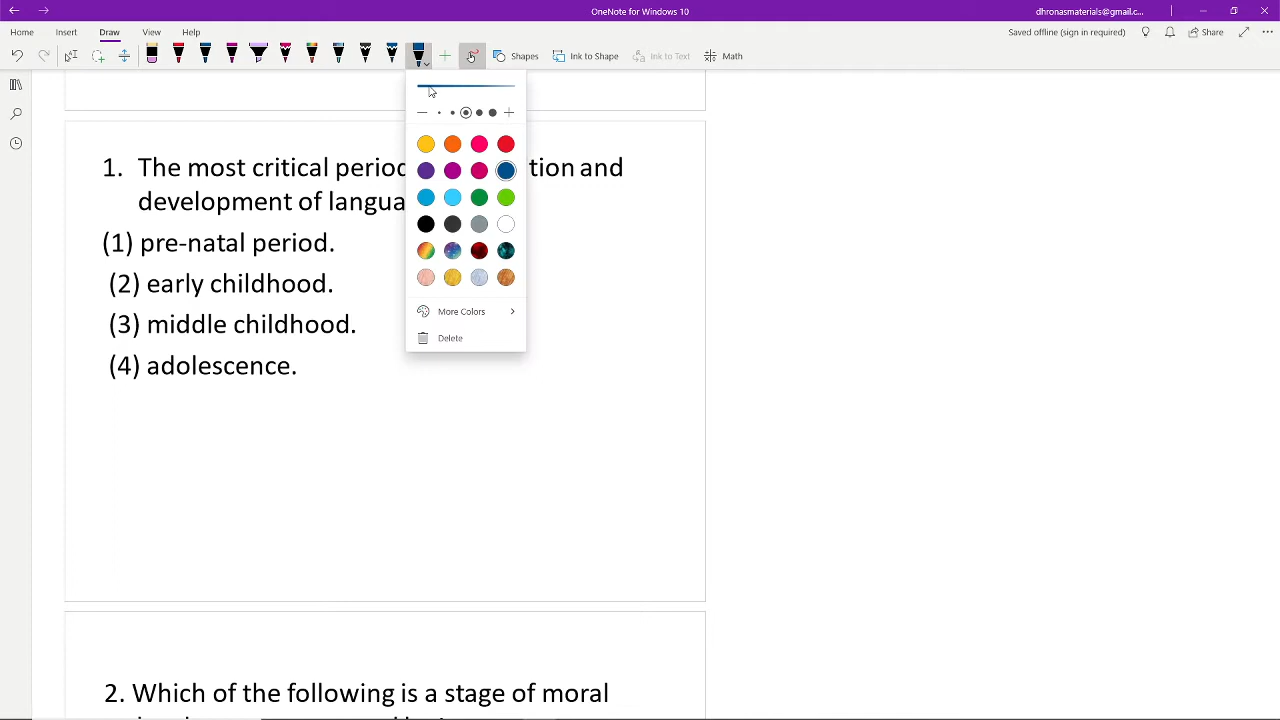 OneNote for Windows 10
dhronasmaterials@gmail.c...
Home Insert Draw View Help
Saved offline (sign in required) Share
Shapes Ink to Shape Ink to Text Math
1. The most critical perio tion and
development of langua
(1) pre-natal period.
(2) early childhood.
(3) middle childhood.
(4) adolescence.
More Colors
Delete
2. Which of the following is a stage of moral